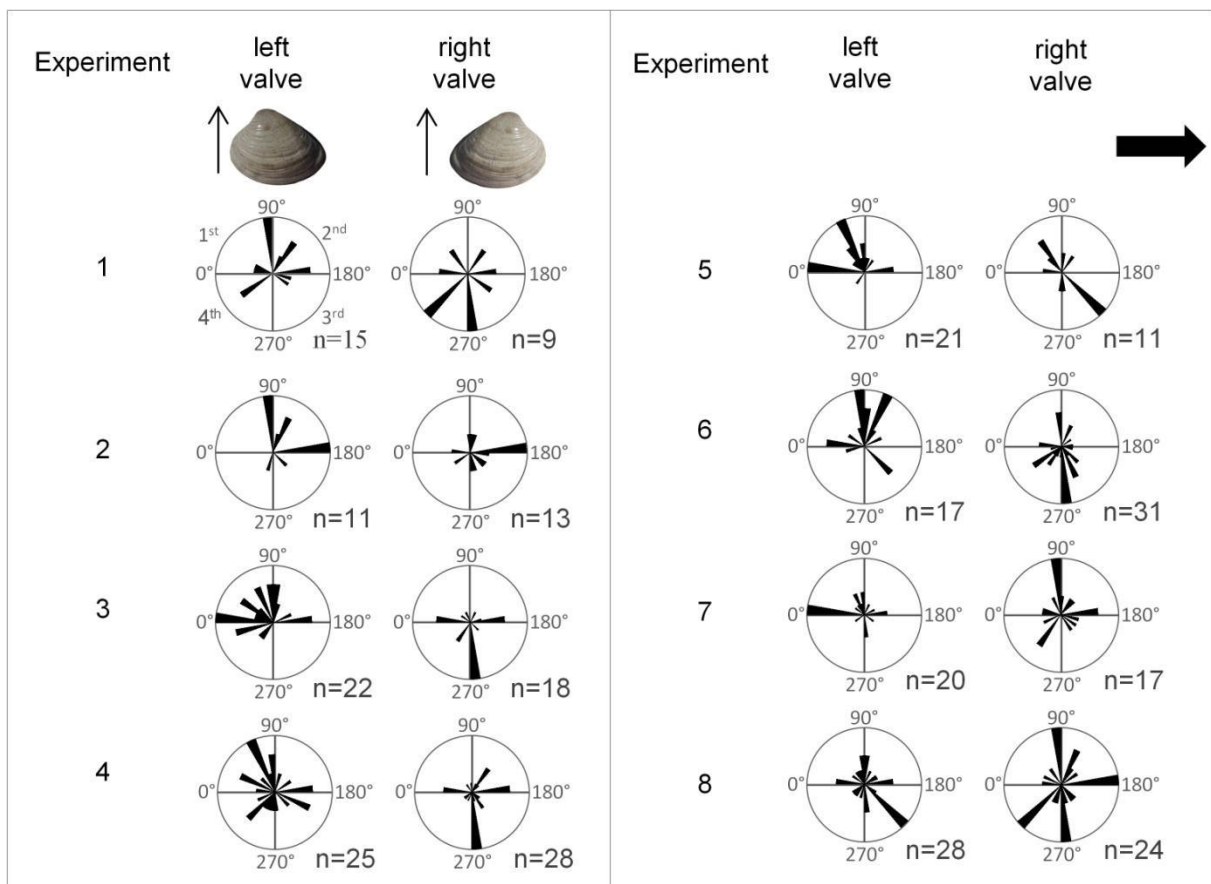 Experiment
left
valve
right
valve
90°
1st
2nd
1
0°
180°
4th
3rd
270°
n=15
90°
0°
180°
270°
n=9
90°
2
0°
180°
270°
n=11
90°
0°
180°
270°
n=13
90°
3
0°
180°
270°
n=22
90°
0°
180°
270°
n=18
90°
4
0°
180°
270°
n=25
90°
0°
180°
270°
n=28
Experiment
left
valve
right
valve
90°
5
0°
180°
270°
n=21
90°
0°
180°
270°
n=11
90°
6
0°
180°
270°
n=17
90°
0°
180°
270°
n=31
90°
7
0°
180°
270°
n=20
90°
0°
180°
270°
n=17
90°
8
0°
180°
270°
n=28
90°
0°
180°
270°
n=24